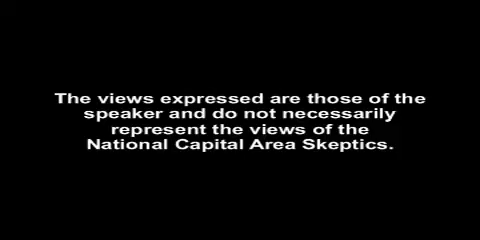 The views expressed are those of the
speaker and do not necessarily
represent the views of the
National Capital Area Skeptics.